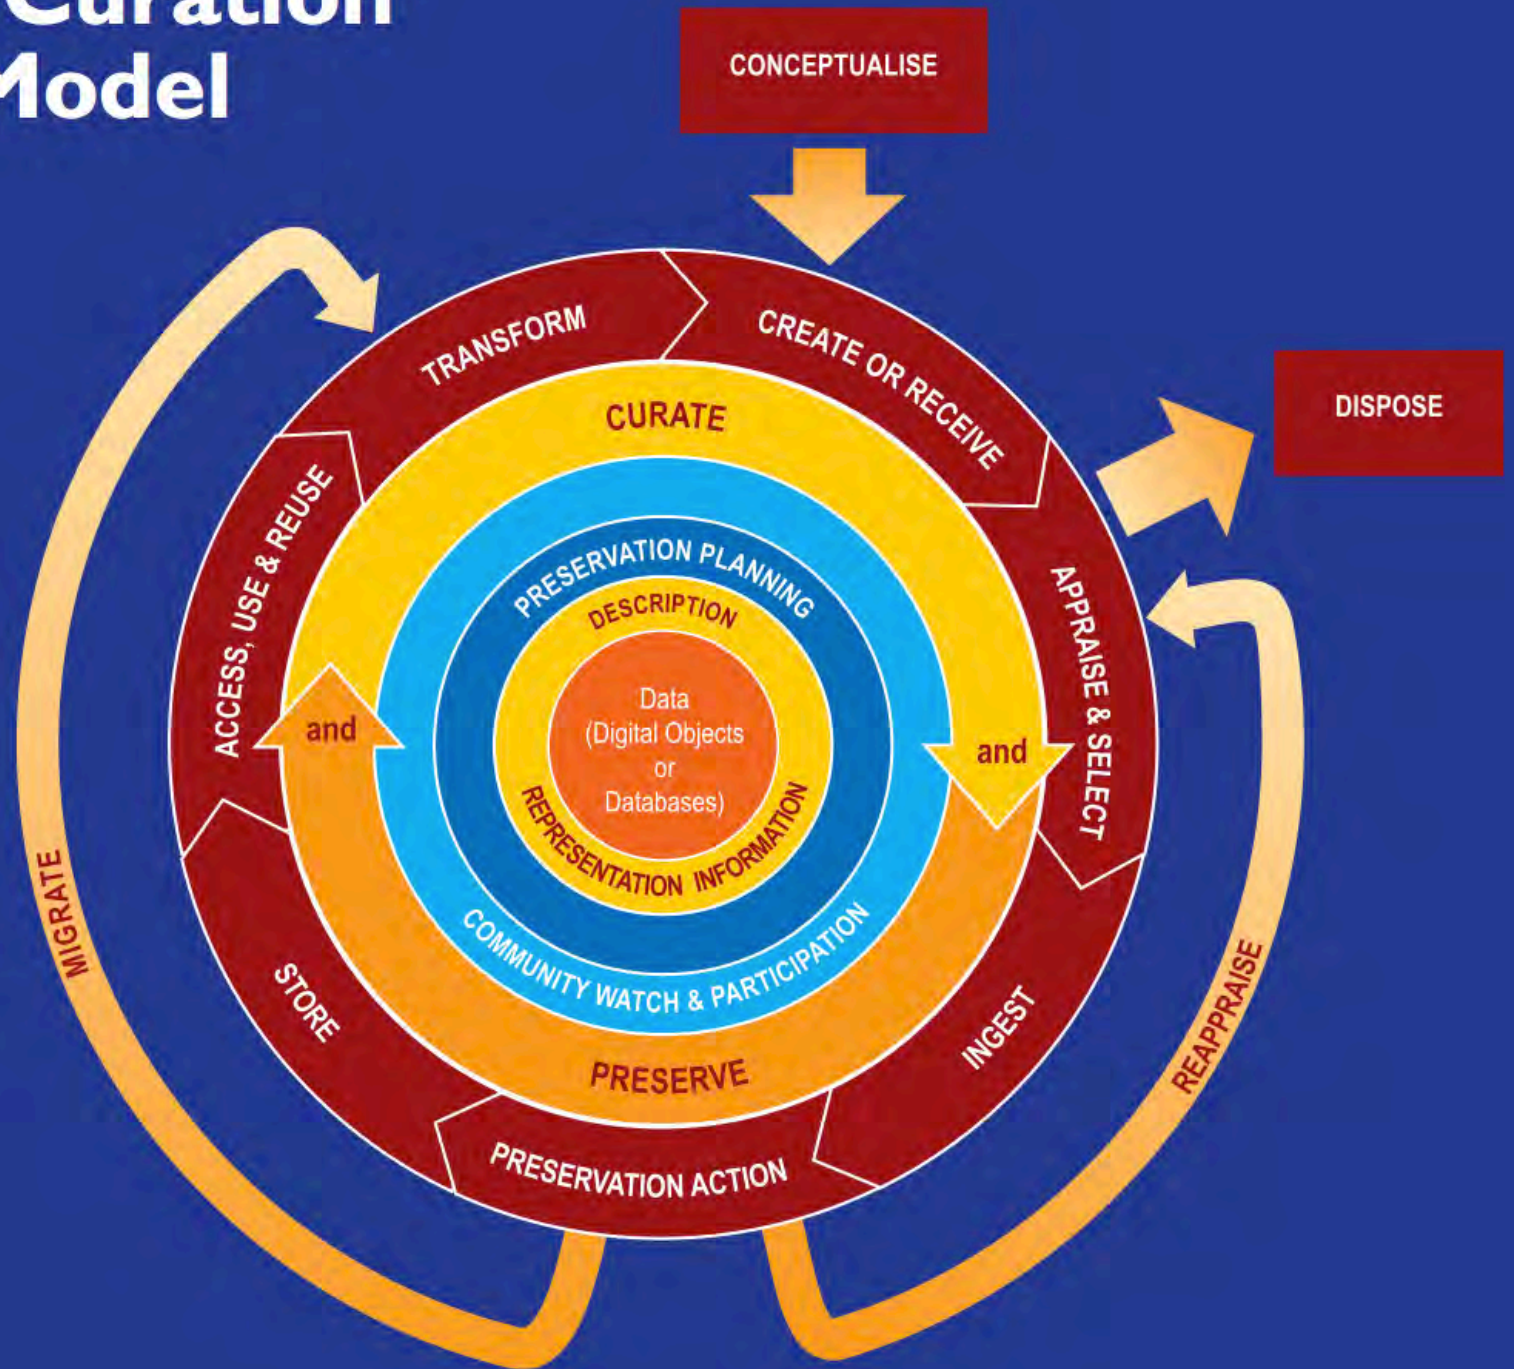 Curation
Model
CONCEPTUALISE
DISPOSE
TRANSFORM
CREATE OR RECEIVE
APPRAISE & SELECT
INGEST
PRESERVATION ACTION
STORE
ACCESS, USE & REUSE
CURATE
and
PRESERVE
and
PRESERVATION PLANNING
COMMUNITY WATCH & PARTICIPATION
DESCRIPTION
REPRESENTATION INFORMATION
Data
(Digital Objects
or
Databases)
MIGRATE
REAPPRAISE